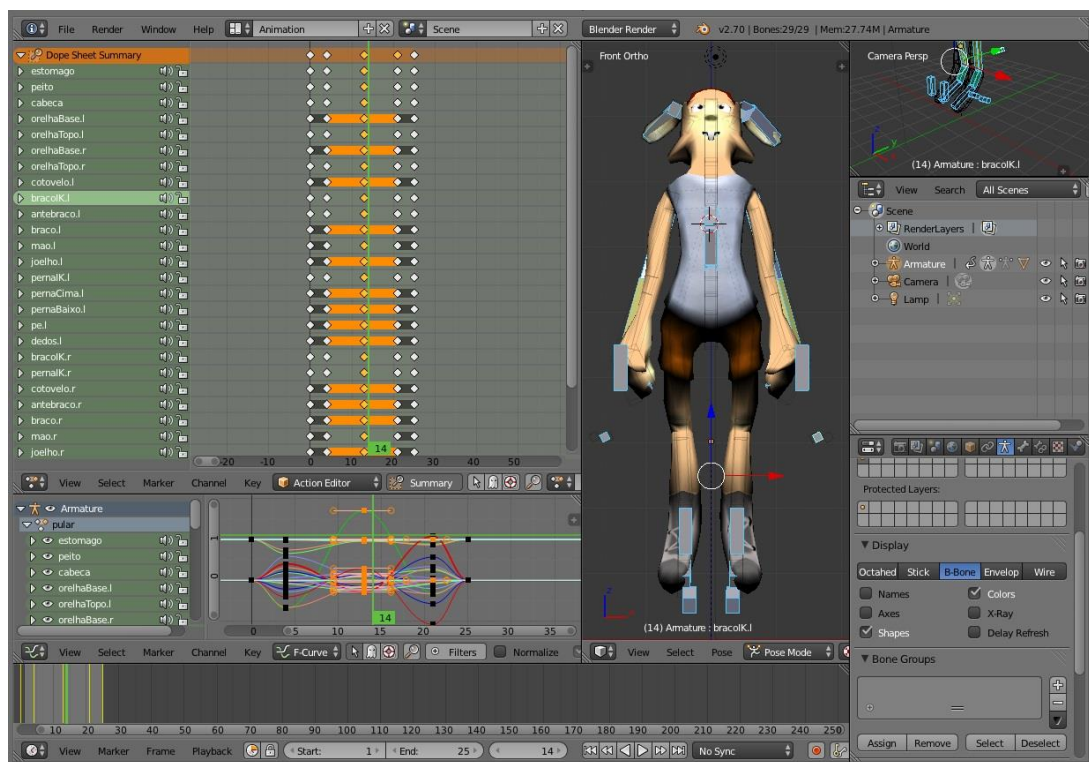 File Render Window Help Animation Scene Blender Render v2.70 | Bones:29/29 | Mem:27.74M | Armature
Dope Sheet Summary
estomago
peito
cabeca
orelhaBase.l
orelhaTopo.l
orelhaBase.r
orelhaTopo.r
cotovelo.l
bracoIK.l
antebraco.l
braco.l
mao.l
joelho.l
pernaIK.l
pernaCima.l
pernaBaixo.l
pe.l
dedos.l
bracoIK.r
pernaIK.r
cotovelo.r
antebraco.r
braco.r
mao.r
joelho.r
14
-20 -10 0 10 20 30 40 50
View Select Marker Channel Key Action Editor Summary
Armature
pular
estomago
peito
cabeca
orelhaBase.l
orelhaTopo.l
orelhaBase.r
1
0
14
0 5 10 15 20 25 30 35
View Select Marker Channel Key F-Curve Filters Normalize
Front Ortho
(14) Armature : bracoIK.l
View Select Pose Pose Mode
Camera Persp
(14) Armature : bracoIK.l
View Search All Scenes
Scene
RenderLayers |
World
Armature |
Camera |
Lamp |
Protected Layers:
Display
Octahed Stick B-Bone Envelop Wire
Names Colors
Axes X-Ray
Shapes Delay Refresh
Bone Groups
Assign Remove Select Deselect
10 20 30 40 50 60 70 80 90 100 110 120 130 140 150 160 170 180 190 200 210 220 230 240 250
View Marker Frame Playback Start: 1 End: 25 14 No Sync